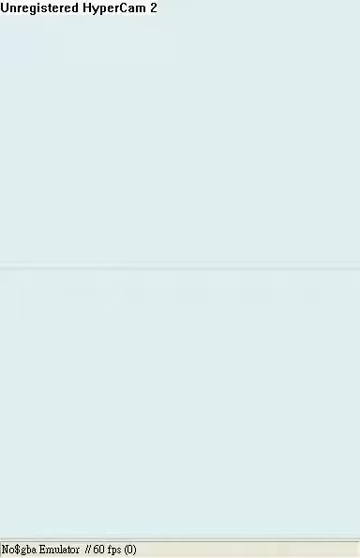 Unregistered HyperCam 2
No$gba Emulator // 60 fps (0)